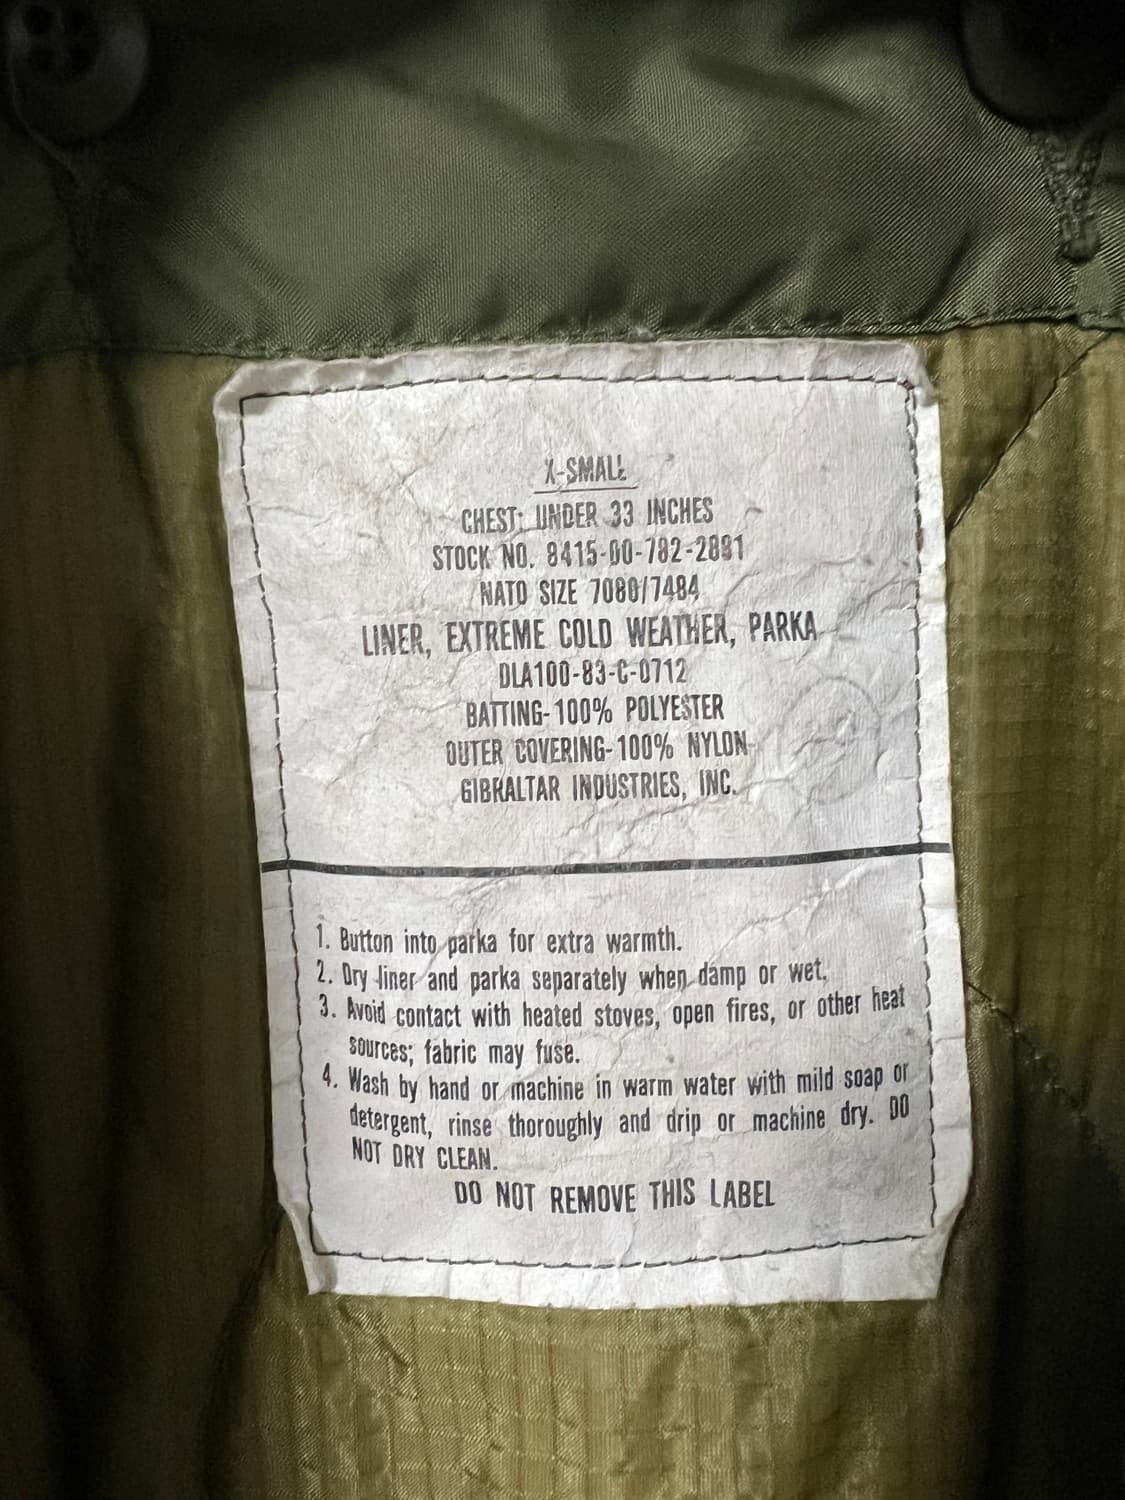 X-SMALL
CHEST: UNDER 33 INCHES
STOCK NO. 8415-00-782-2881
NATO SIZE 7080/7484
LINER, EXTREME COLD WEATHER, PARKA
DLA100-83-C-0712
BATTING-100% POLYESTER
OUTER COVERING-100% NYLON
GIBRALTAR INDUSTRIES, INC.
1. Button into parka for extra warmth.
2. Dry liner and parka separately when damp or wet.
3. Avoid contact with heated stoves, open fires, or other heat
sources; fabric may fuse.
4. Wash by hand or machine in warm water with mild soap or
detergent, rinse thoroughly and drip or machine dry. DO
NOT DRY CLEAN.
DO NOT REMOVE THIS LABEL